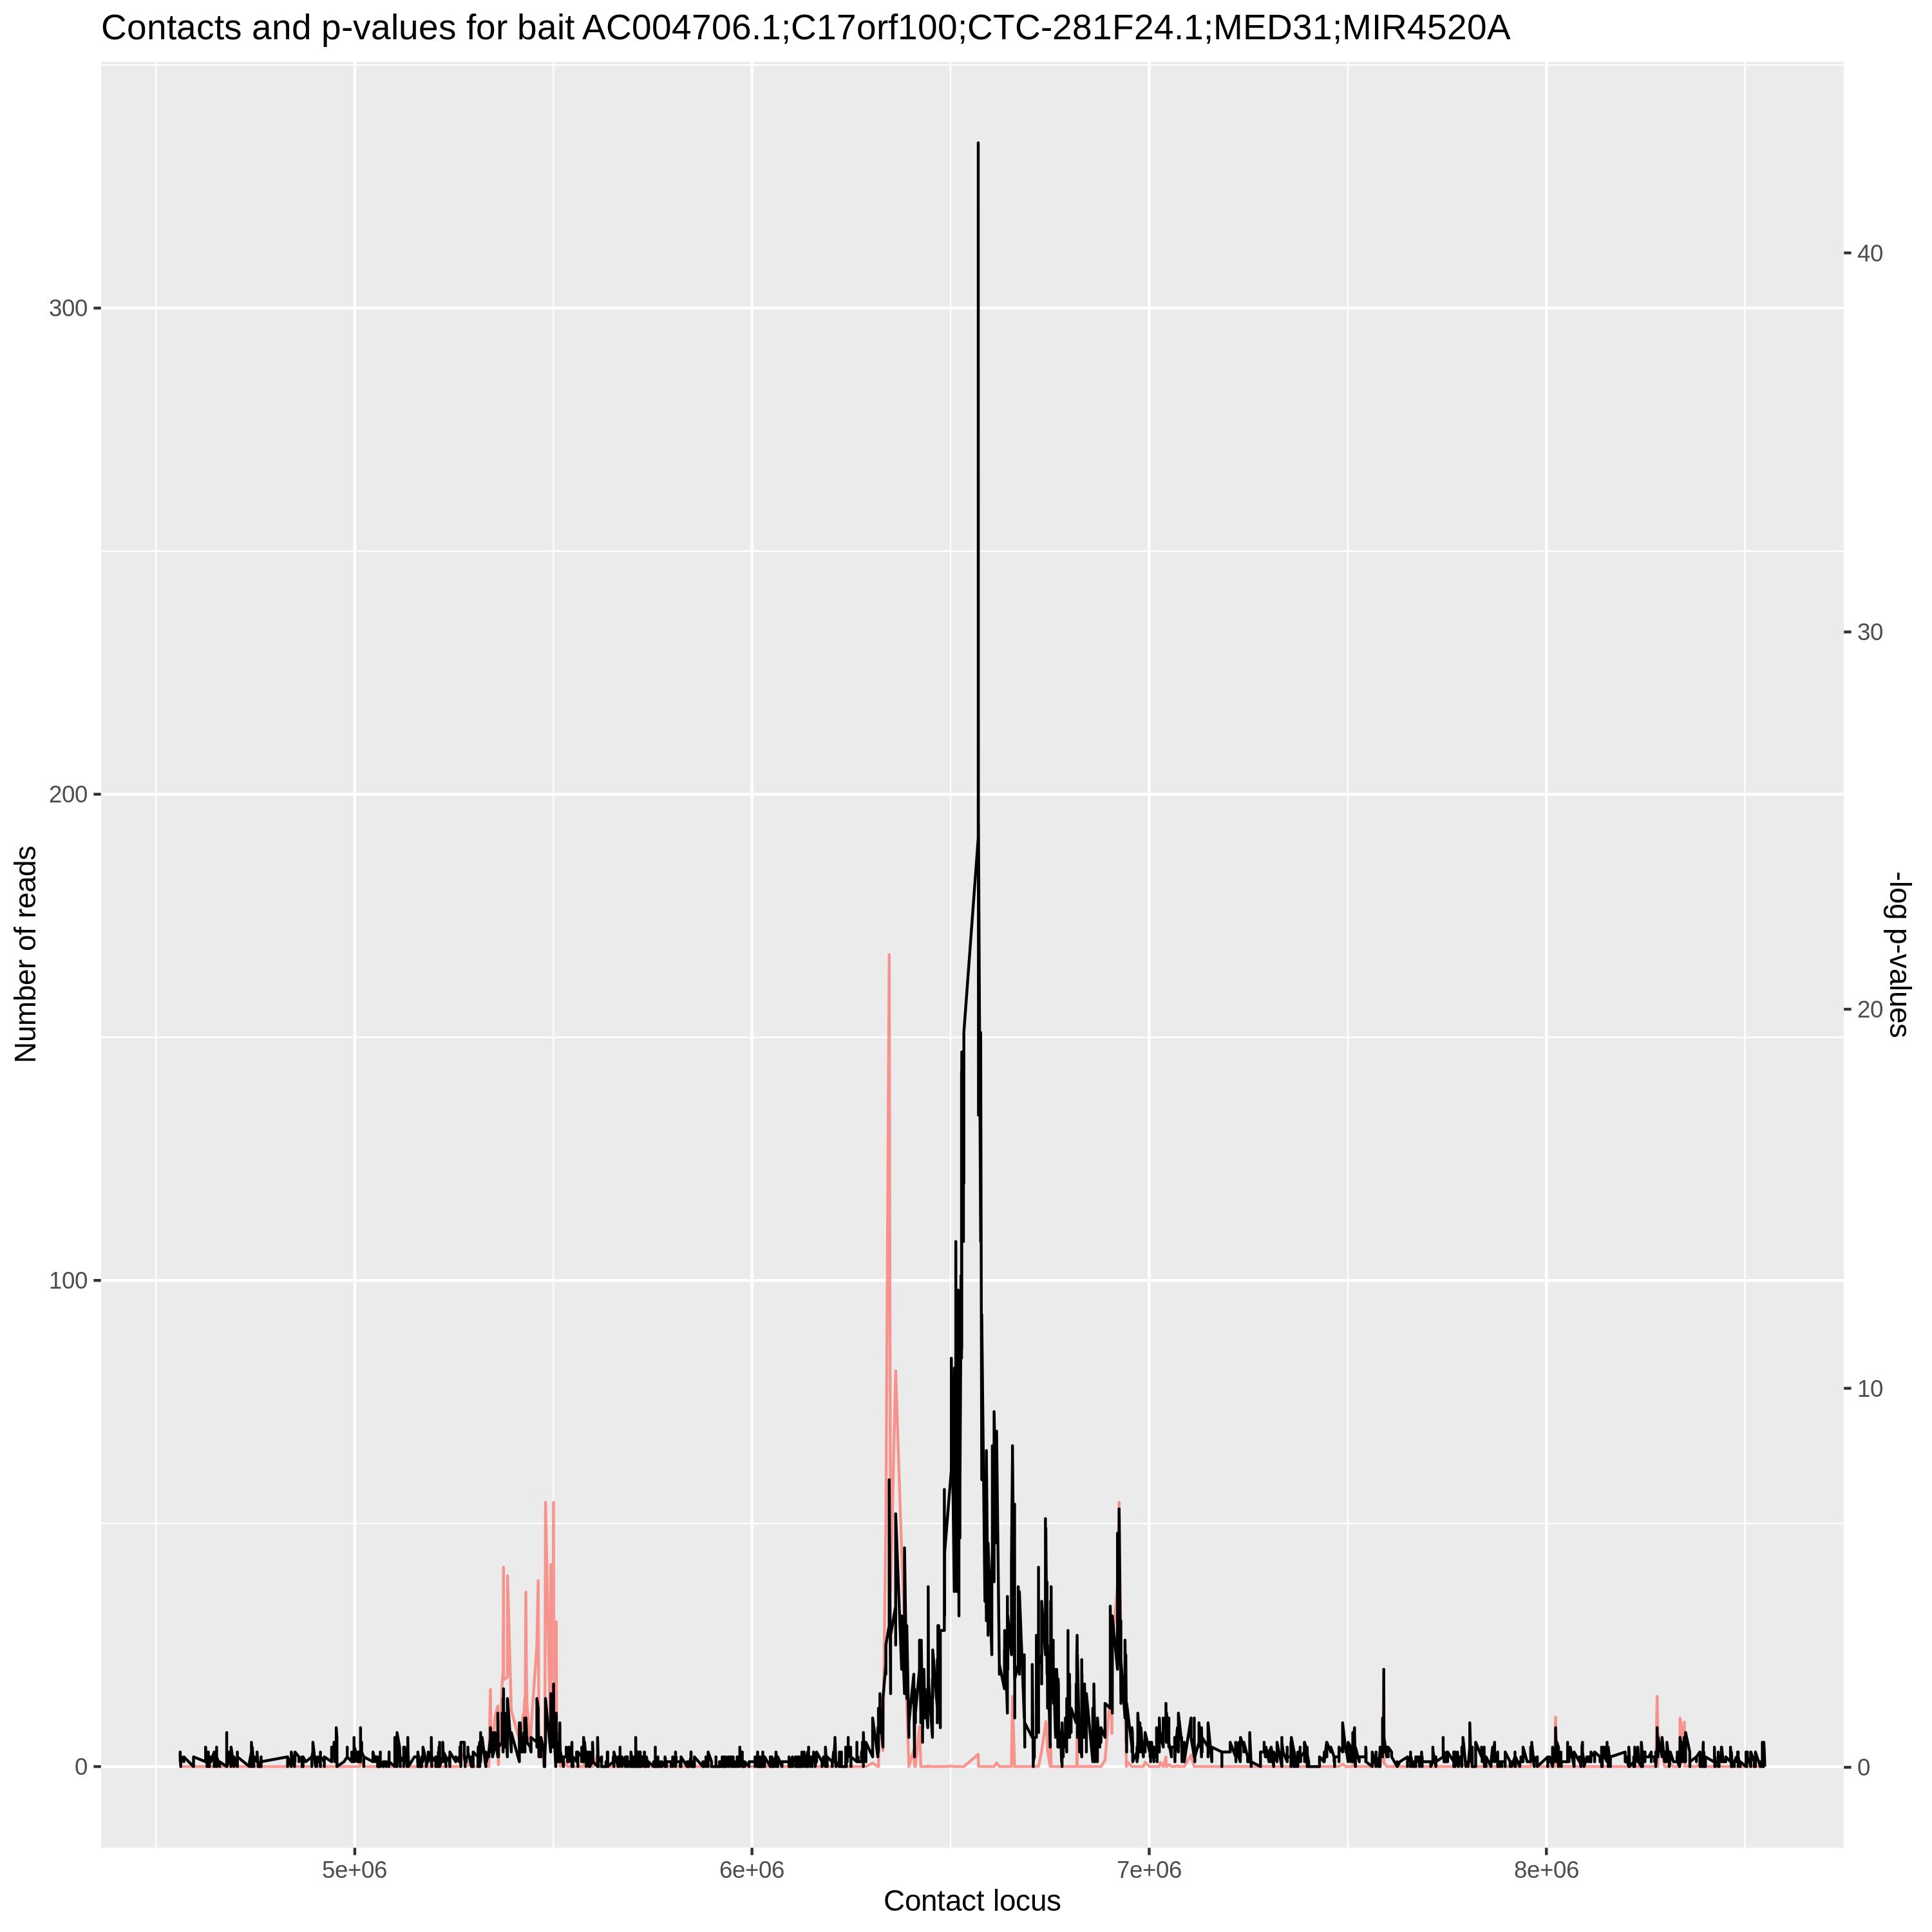 Contacts and p-values for bait AC004706.1;C17orf100;CTC-281F24.1;MED31;MIR4520A
300
200
100
0
Number of reads
40
30
20
10
0
-log p-values
5e+06
6e+06
7e+06
8e+06
Contact locus